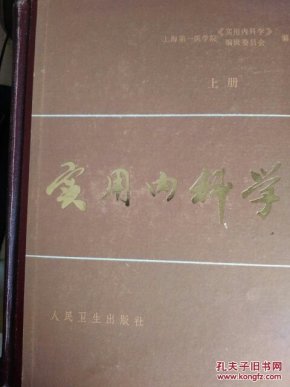 上海第一医学院《实用内科学》编辑委员会 编
上册
实用内科学
人民卫生出版社
孔夫子旧书网